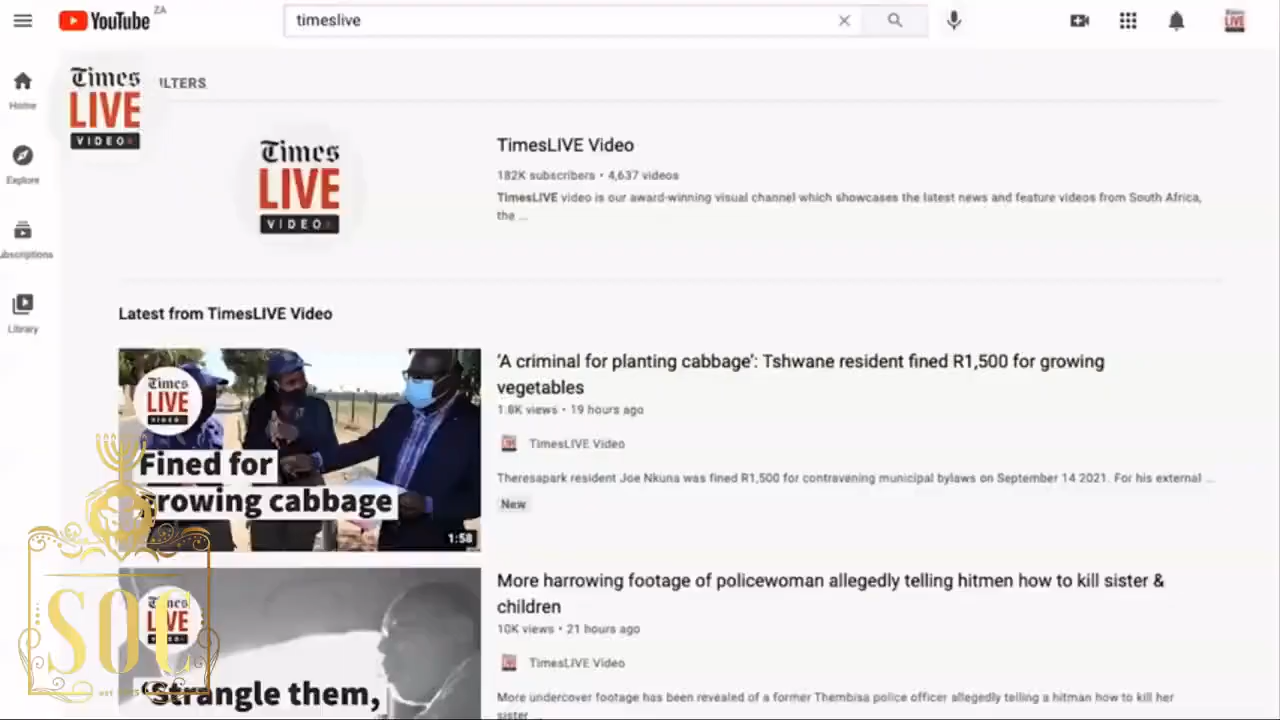 YouTube ZA
timeslive
Times
LIVE
VIDEO
ILTERS
Home
Explore
ubscriptions
Library
Times
LIVE
VIDEO
TimesLIVE Video
182K subscribers • 4,637 videos
TimesLIVE video is our award-winning visual channel which showcases the latest news and feature videos from South Africa,
the ...
Latest from TimesLIVE Video
Times
LIVE
VIDEO
Fined for
growing cabbage
1:58
'A criminal for planting cabbage': Tshwane resident fined R1,500 for growing
vegetables
1.8K views • 19 hours ago
TimesLIVE Video
Theresapark resident Joe Nkuna was fined R1,500 for contravening municipal bylaws on September 14 2021. For his external ...
New
Times
LIVE
VIDEO
'Strangle them,
More harrowing footage of policewoman allegedly telling hitmen how to kill sister &
children
10K views • 21 hours ago
TimesLIVE Video
More undercover footage has been revealed of a former Thembisa police officer allegedly telling a hitman how to kill her
sister ...
SOC